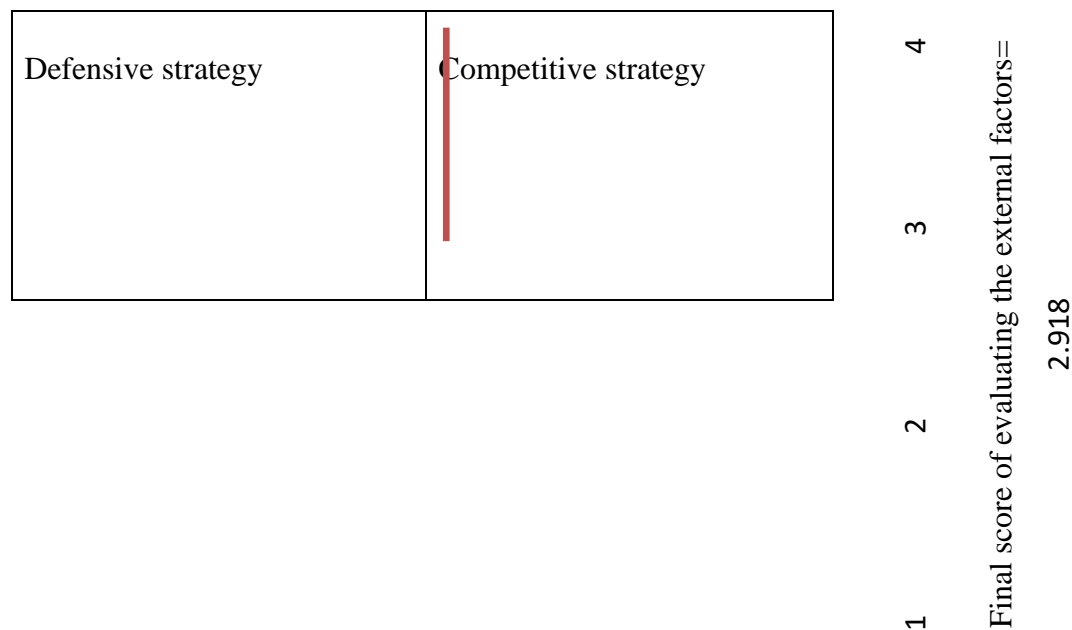 Defensive strategy
Competitive strategy
4
3
2
1
Final score of evaluating the external factors=
2.918